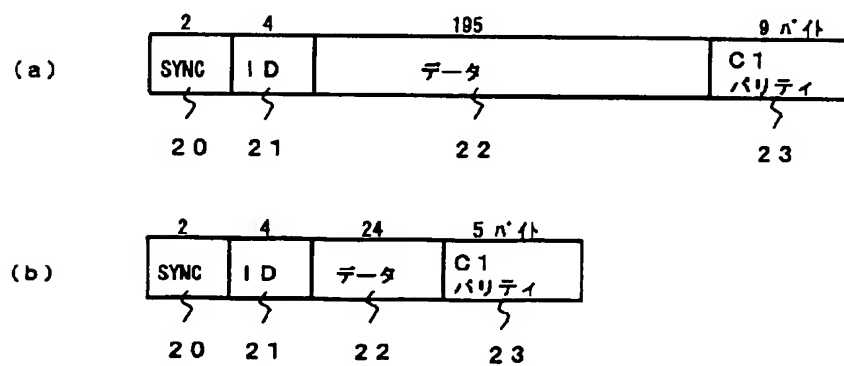 2 4 195 9 バイト
(a) SYNC ID データ C1
パリティ
20 21 22 23
2 4 24 5 バイト
(b) SYNC ID データ C1
パリティ
20 21 22 23